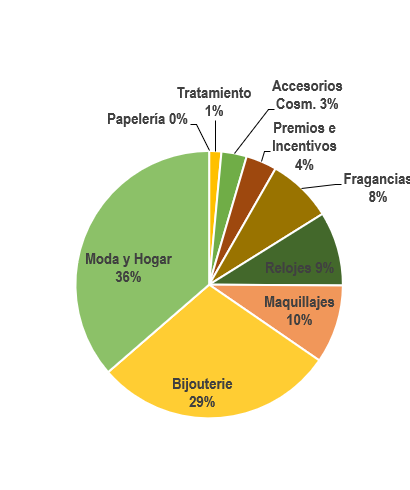 Accesorios
Cosm. 3%
Tratamiento
1%
Papelería 0%
Premios e
Incentivos
4%
Fragancias
8%
Relojes 9%
Moda y Hogar
36%
Maquillajes
10%
Bijouterie
29%